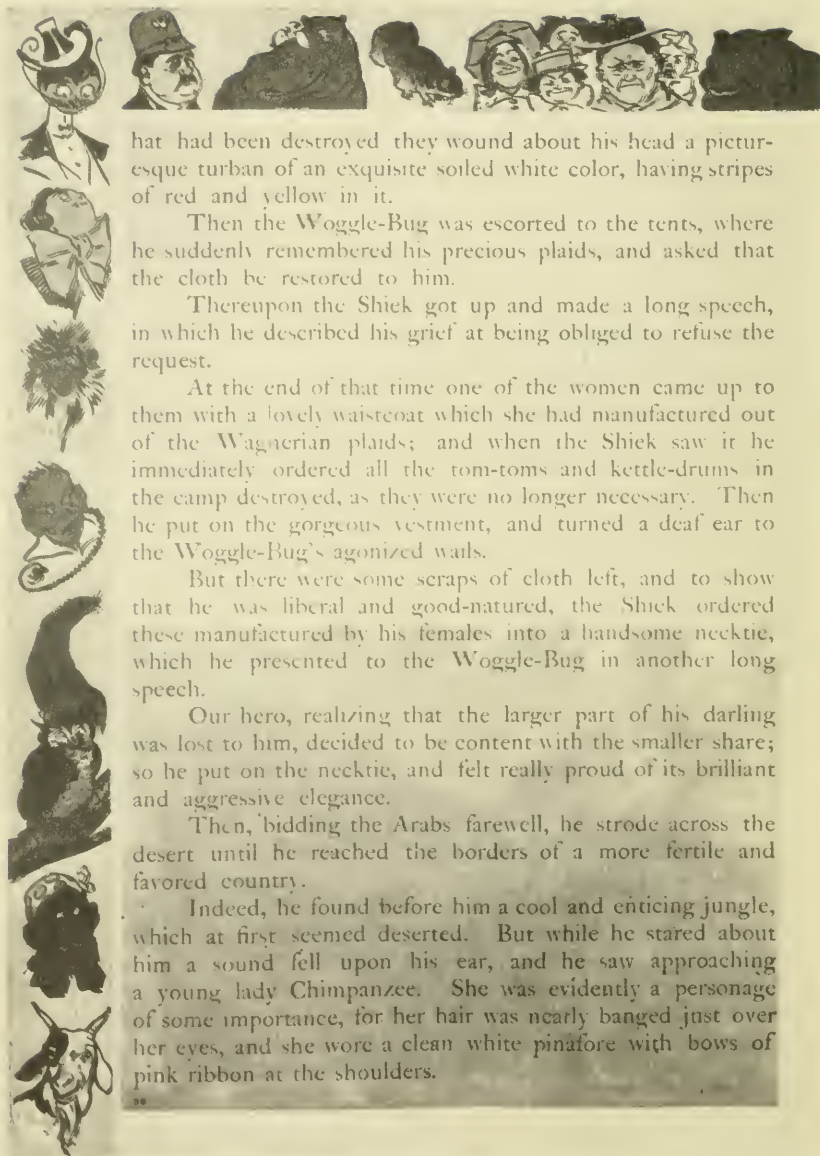 hat had been destroyed they wound about his head a pictur-
esque turban of an exquisite soiled white color, having stripes
of red and yellow in it.
Then the Woggle-Bug was escorted to the tents, where
he suddenly remembered his precious plaids, and asked that
the cloth be restored to him.
Thereupon the Shiek got up and made a long speech,
in which he described his grief at being obliged to refuse the
request.
At the end of that time one of the women came up to
them with a lovely waistcoat which she had manufactured out
of the Wagnerian plaids; and when the Shiek saw it he
immediately ordered all the tom-toms and kettle-drums in
the camp destroyed, as they were no longer necessary. Then
he put on the gorgeous vestment, and turned a deaf ear to
the Woggle-Bug's agonized wails.
But there were some scraps of cloth left, and to show
that he was liberal and good-natured, the Shiek ordered
these manufactured by his females into a handsome necktie,
which he presented to the Woggle-Bug in another long
speech.
Our hero, realizing that the larger part of his darling
was lost to him, decided to be content with the smaller share;
so he put on the necktie, and felt really proud of its brilliant
and aggressive elegance.
Then, bidding the Arabs farewell, he strode across the
desert until he reached the borders of a more fertile and
favored country.
Indeed, he found before him a cool and enticing jungle,
which at first seemed deserted. But while he stared about
him a sound fell upon his ear, and he saw approaching
a young lady Chimpanzee. She was evidently a personage
of some importance, for her hair was neatly banged just over
her eyes, and she wore a clean white pinafore with bows of
pink ribbon at the shoulders.